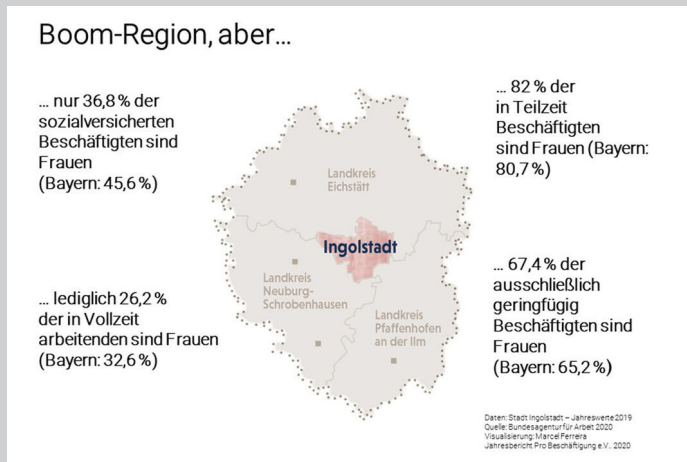 Boom-Region, aber...
... nur 36,8 % der
sozialversicherten
Beschäftigten sind
Frauen
(Bayern: 45,6 %)
... 82 % der
in Teilzeit
Beschäftigten
sind Frauen (Bayern:
80,7 %)
Landkreis
Eichstätt
Ingolstadt
Landkreis
Neuburg-
Schrobenhausen
Landkreis
Pfaffenhofen
an der Ilm
... lediglich 26,2 %
der in Vollzeit
arbeitenden sind Frauen
(Bayern: 32,6 %)
... 67,4 % der
ausschließlich
geringfügig
Beschäftigten sind
Frauen
(Bayern: 65,2 %)
Daten: Stadt Ingolstadt – Jahreswerte 2019
Quelle: Bundesagentur für Arbeit 2020
Visualisierung: Marcel Ferreira
Jahresbericht Pro Beschäftigung e.V.. 2020